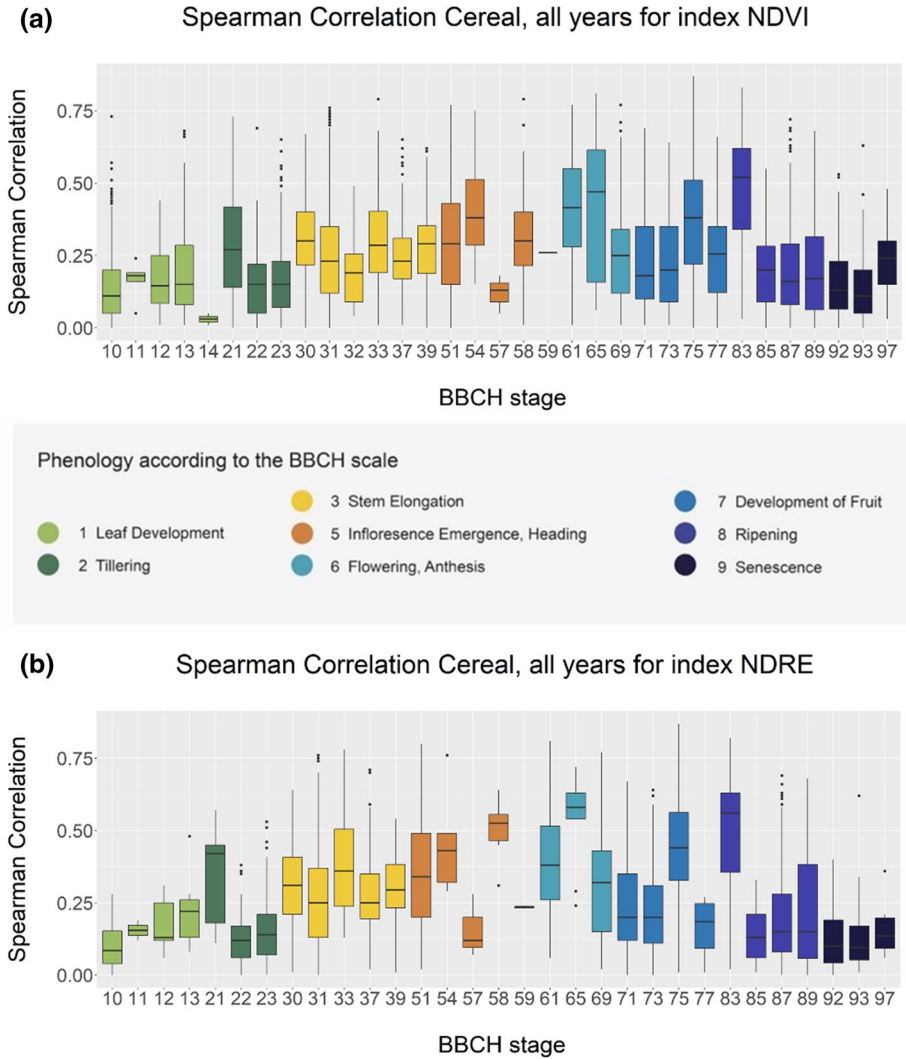 (a) Spearman Correlation Cereal, all years for index NDVI
Spearman Correlation
0.75
0.50
0.25
0.00
10 11 12 13 14 21 22 23 30 31 32 33 37 39 51 54 57 58 59 61 65 69 71 73 75 77 83 85 87 89 92 93 97
BBCH stage
Phenology according to the BBCH scale
1 Leaf Development
2 Tillering
3 Stem Elongation
5 Infloresence Emergence, Heading
6 Flowering, Anthesis
7 Development of Fruit
8 Ripening
9 Senescence
(b) Spearman Correlation Cereal, all years for index NDRE
Spearman Correlation
0.75
0.50
0.25
0.00
10 11 12 13 21 22 23 30 31 33 37 39 51 54 57 58 59 61 65 69 71 73 75 77 83 85 87 89 92 93 97
BBCH stage